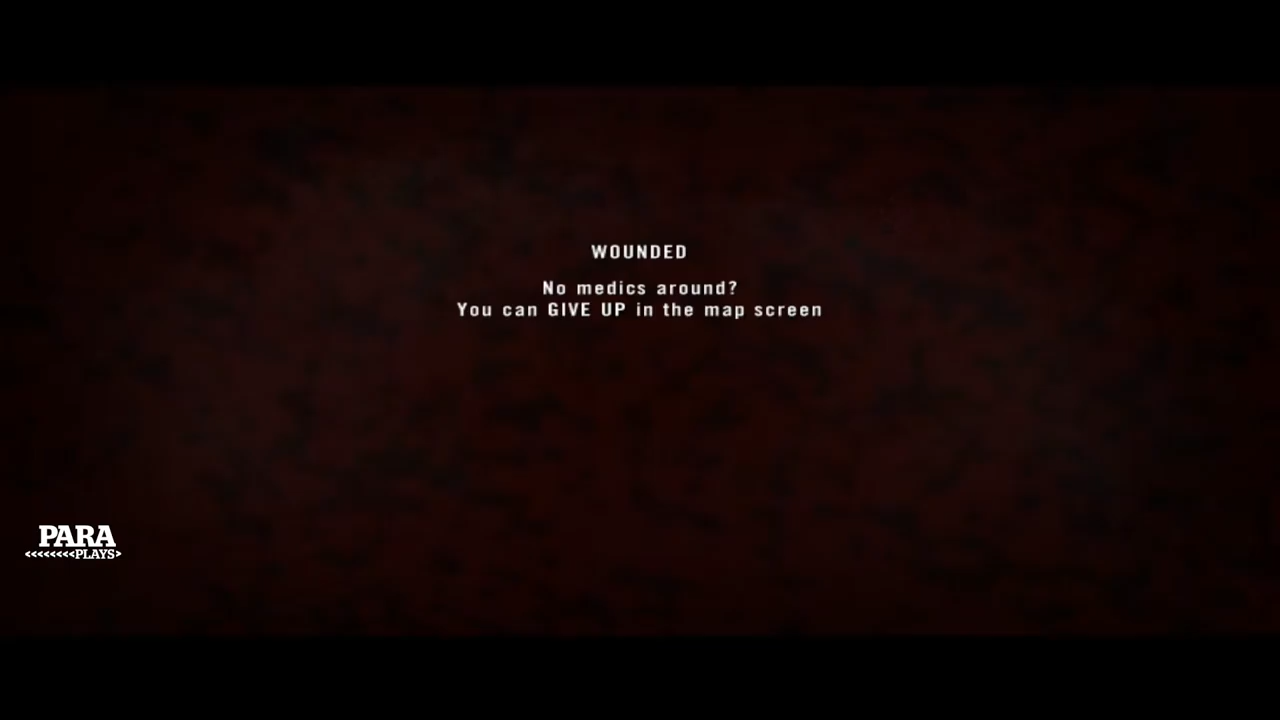 WOUNDED
No medics around?
You can GIVE UP in the map screen
PARA
<<<<<<<<PLAYS>